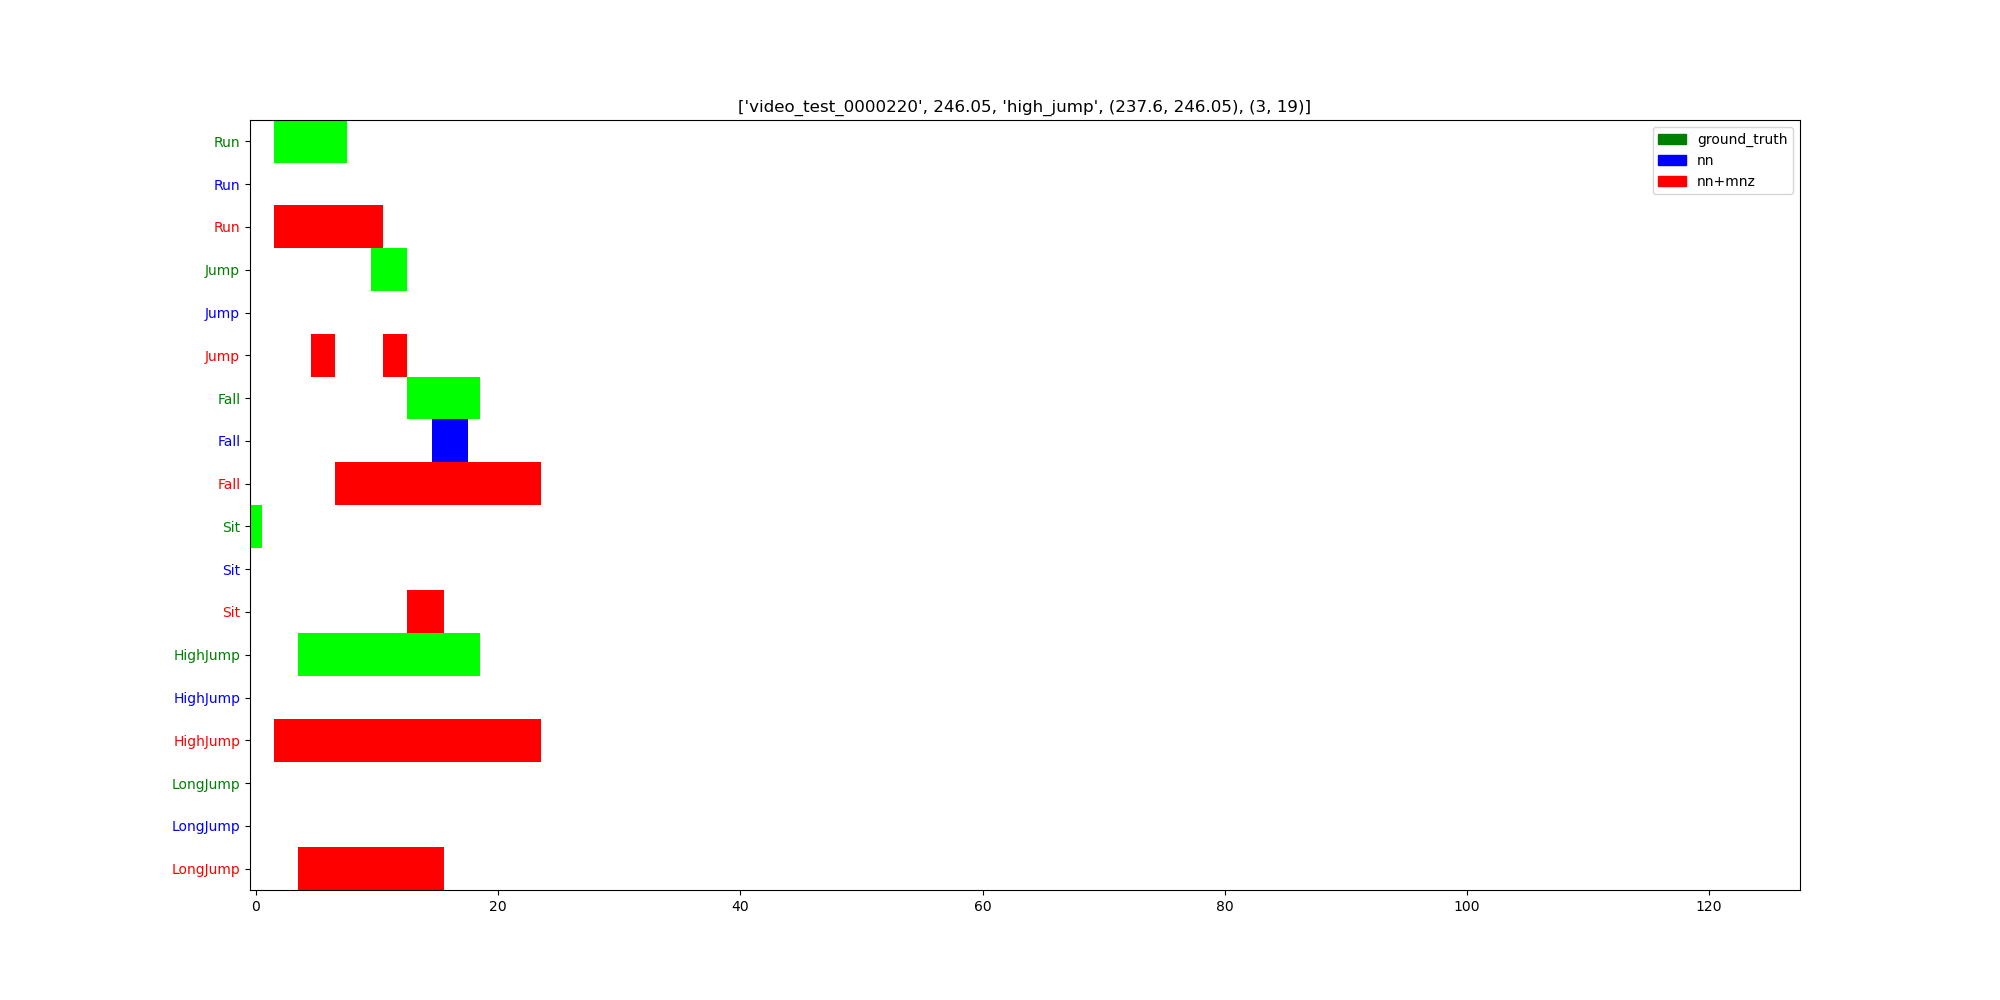 ['video_test_0000220', 246.05, 'high_jump', (237.6, 246.05), (3, 19)]
ground_truth
nn
nn+mnz
Run
Run
Run
Jump
Jump
Jump
Fall
Fall
Fall
Sit
Sit
Sit
HighJump
HighJump
HighJump
LongJump
LongJump
LongJump
0 20 40 60 80 100 120